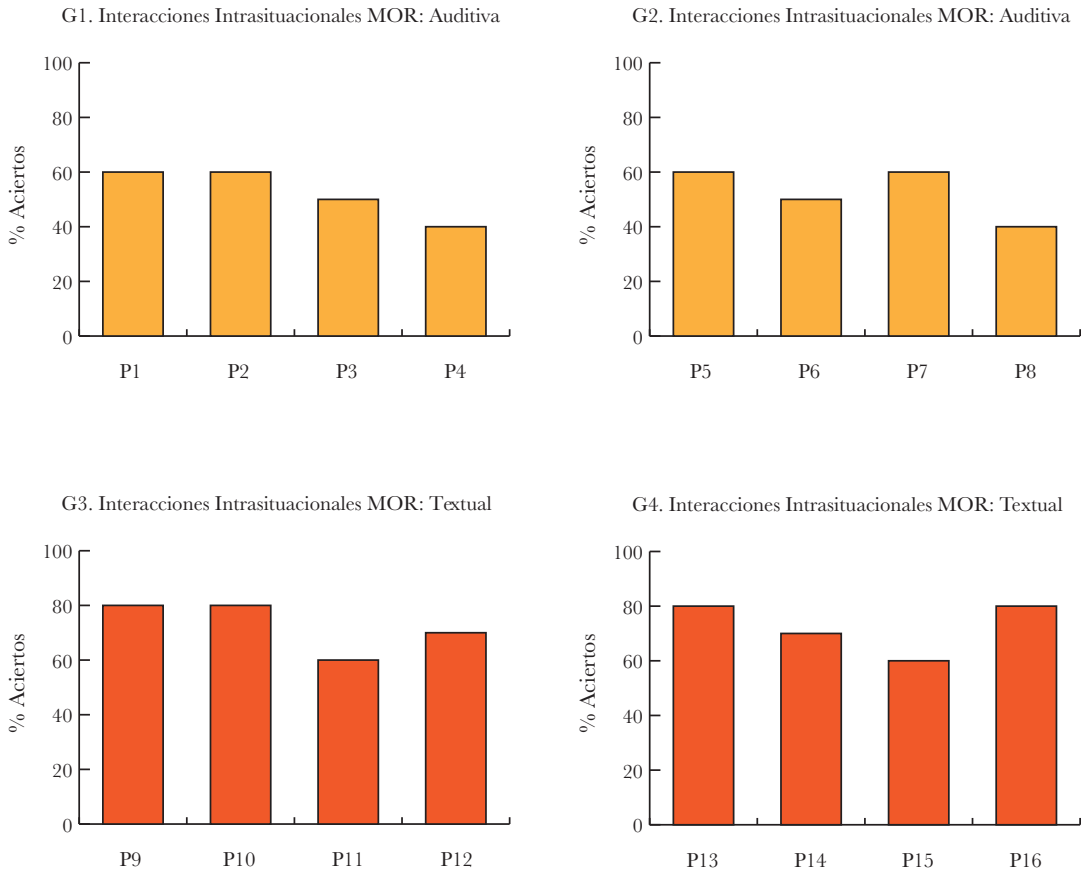 G1. Interacciones Intrasituacionales MOR: Auditiva
% Aciertos
100
80
60
40
20
0
P1 P2 P3 P4
G2. Interacciones Intrasituacionales MOR: Auditiva
% Aciertos
100
80
60
40
20
0
P5 P6 P7 P8
G3. Interacciones Intrasituacionales MOR: Textual
% Aciertos
100
80
60
40
20
0
P9 P10 P11 P12
G4. Interacciones Intrasituacionales MOR: Textual
% Aciertos
100
80
60
40
20
0
P13 P14 P15 P16